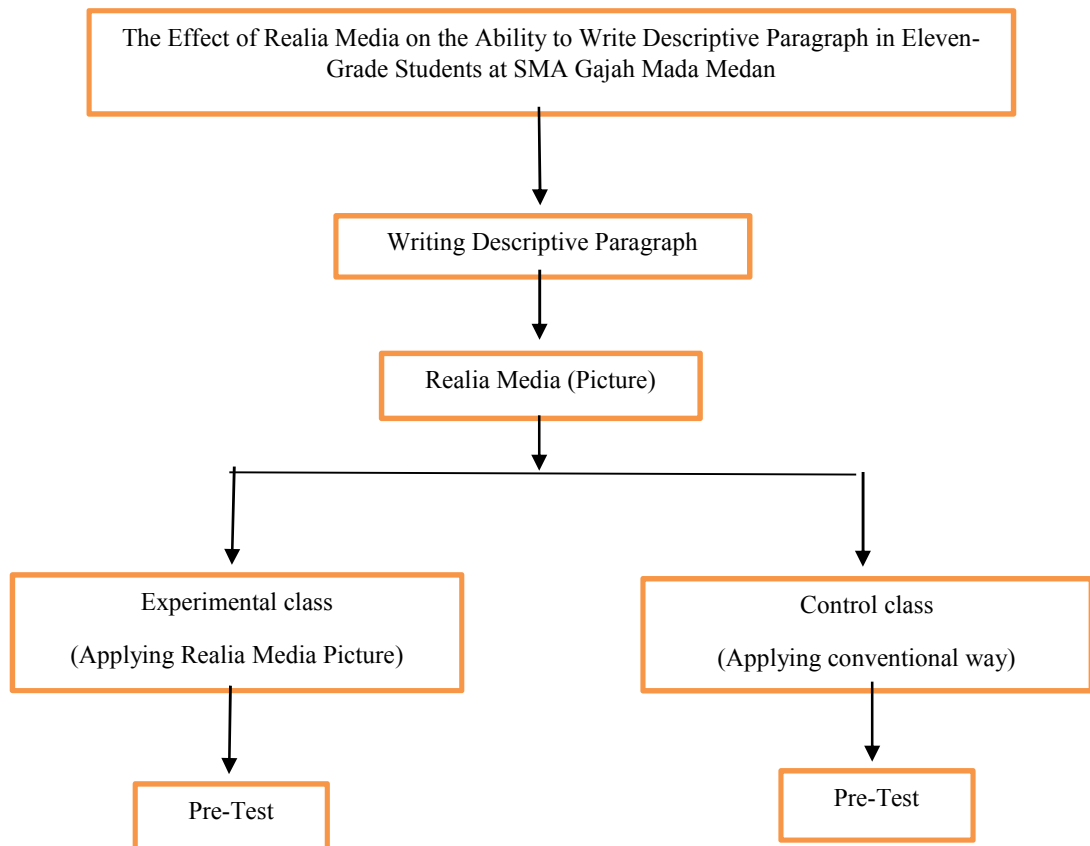 The Effect of Realia Media on the Ability to Write Descriptive Paragraph in Eleven-
Grade Students at SMA Gajah Mada Medan
Writing Descriptive Paragraph
Realia Media (Picture)
Experimental class
(Applying Realia Media Picture)
Control class
(Applying conventional way)
Pre-Test
Pre-Test